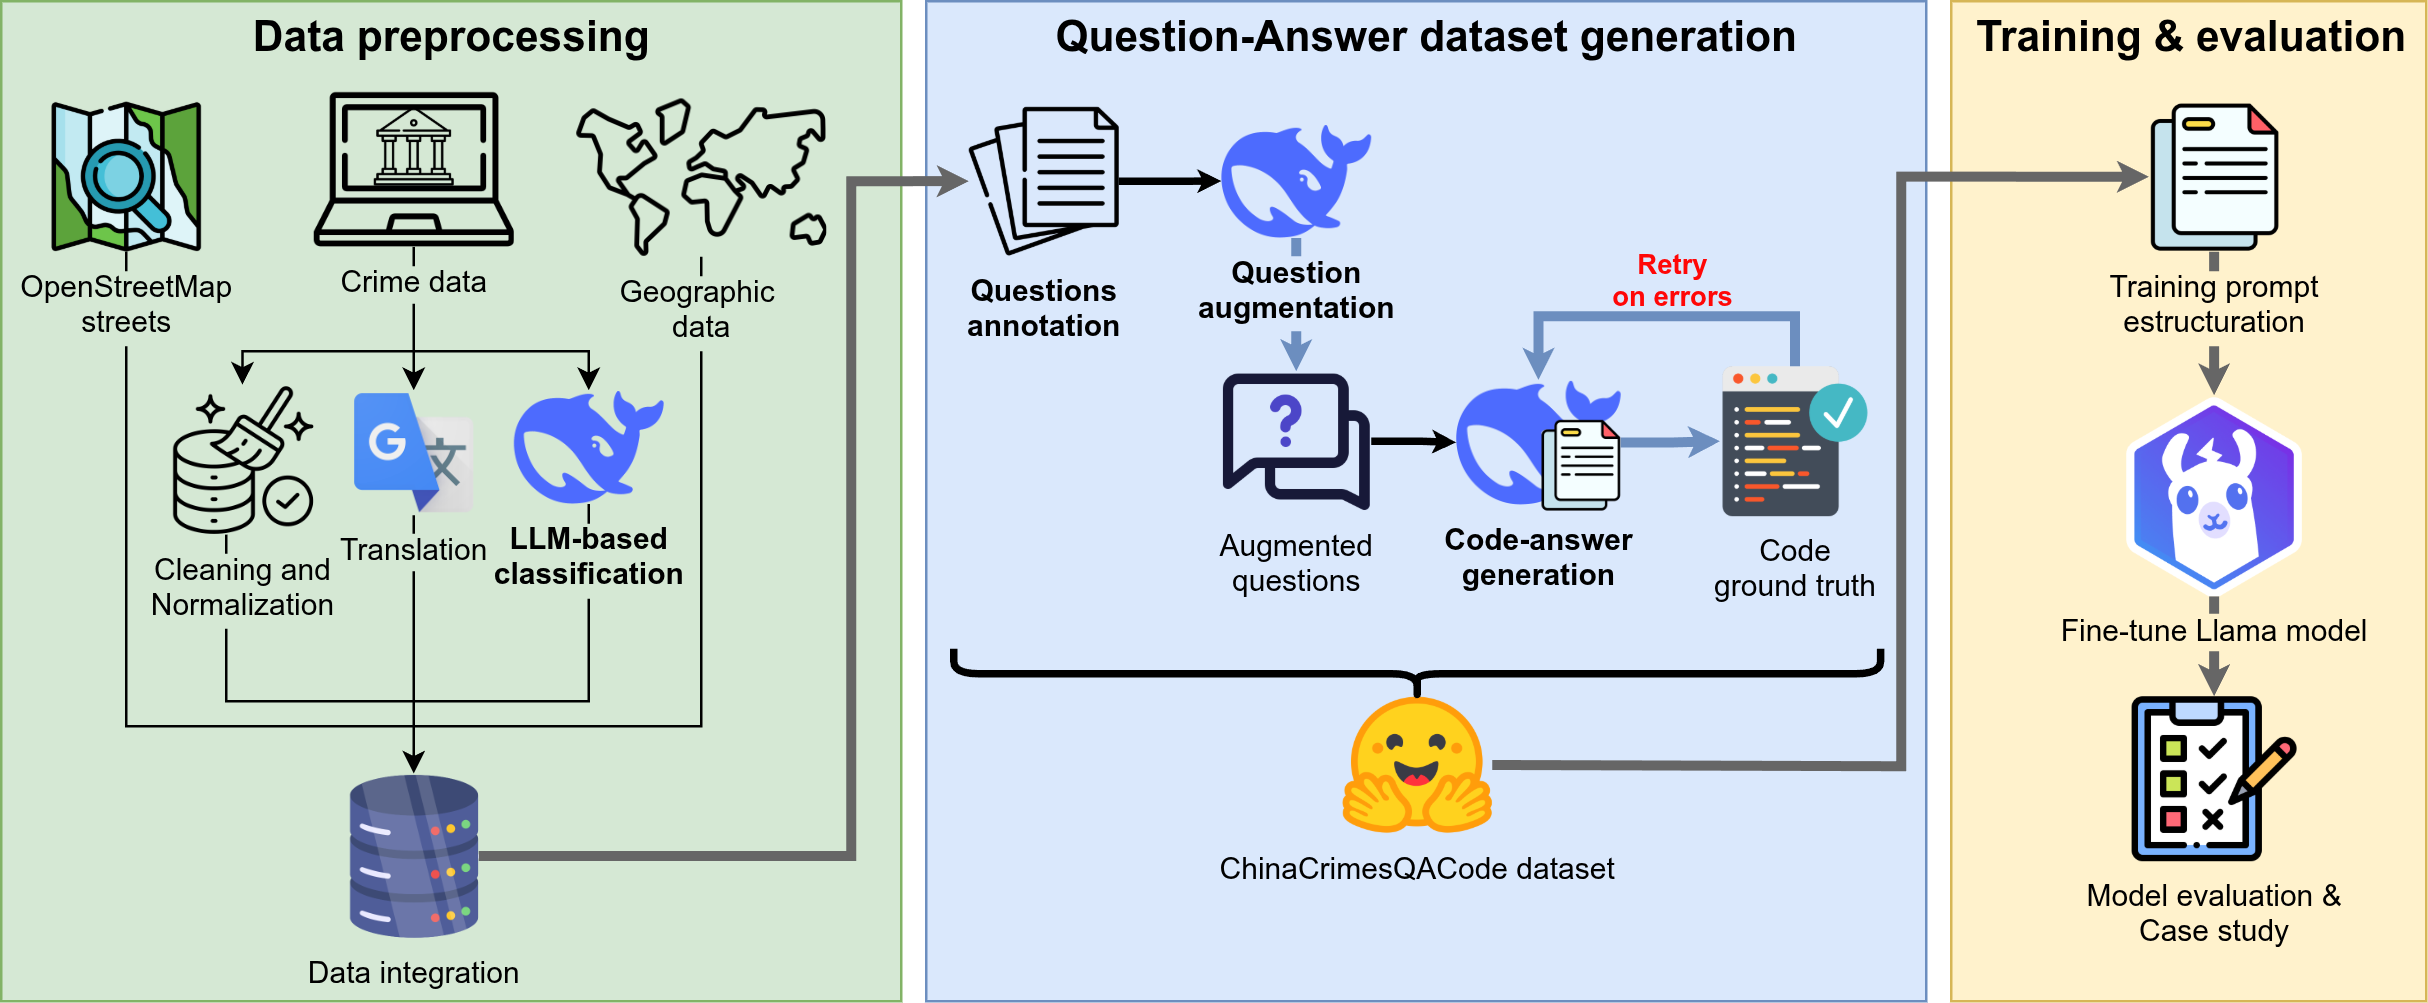 Data preprocessing
OpenStreetMap
streets
Crime data
Geographic
data
G
文
Cleaning and
Normalization
Translation
LLM-based
classification
Data integration
Question-Answer dataset generation
Questions
annotation
Question
augmentation
Retry
on errors
?
Augmented
questions
Code-answer
generation
Code
ground truth
ChinaCrimesQACode dataset
Training & evaluation
Training prompt
estructuration
Fine-tune Llama model
Model evaluation &
Case study